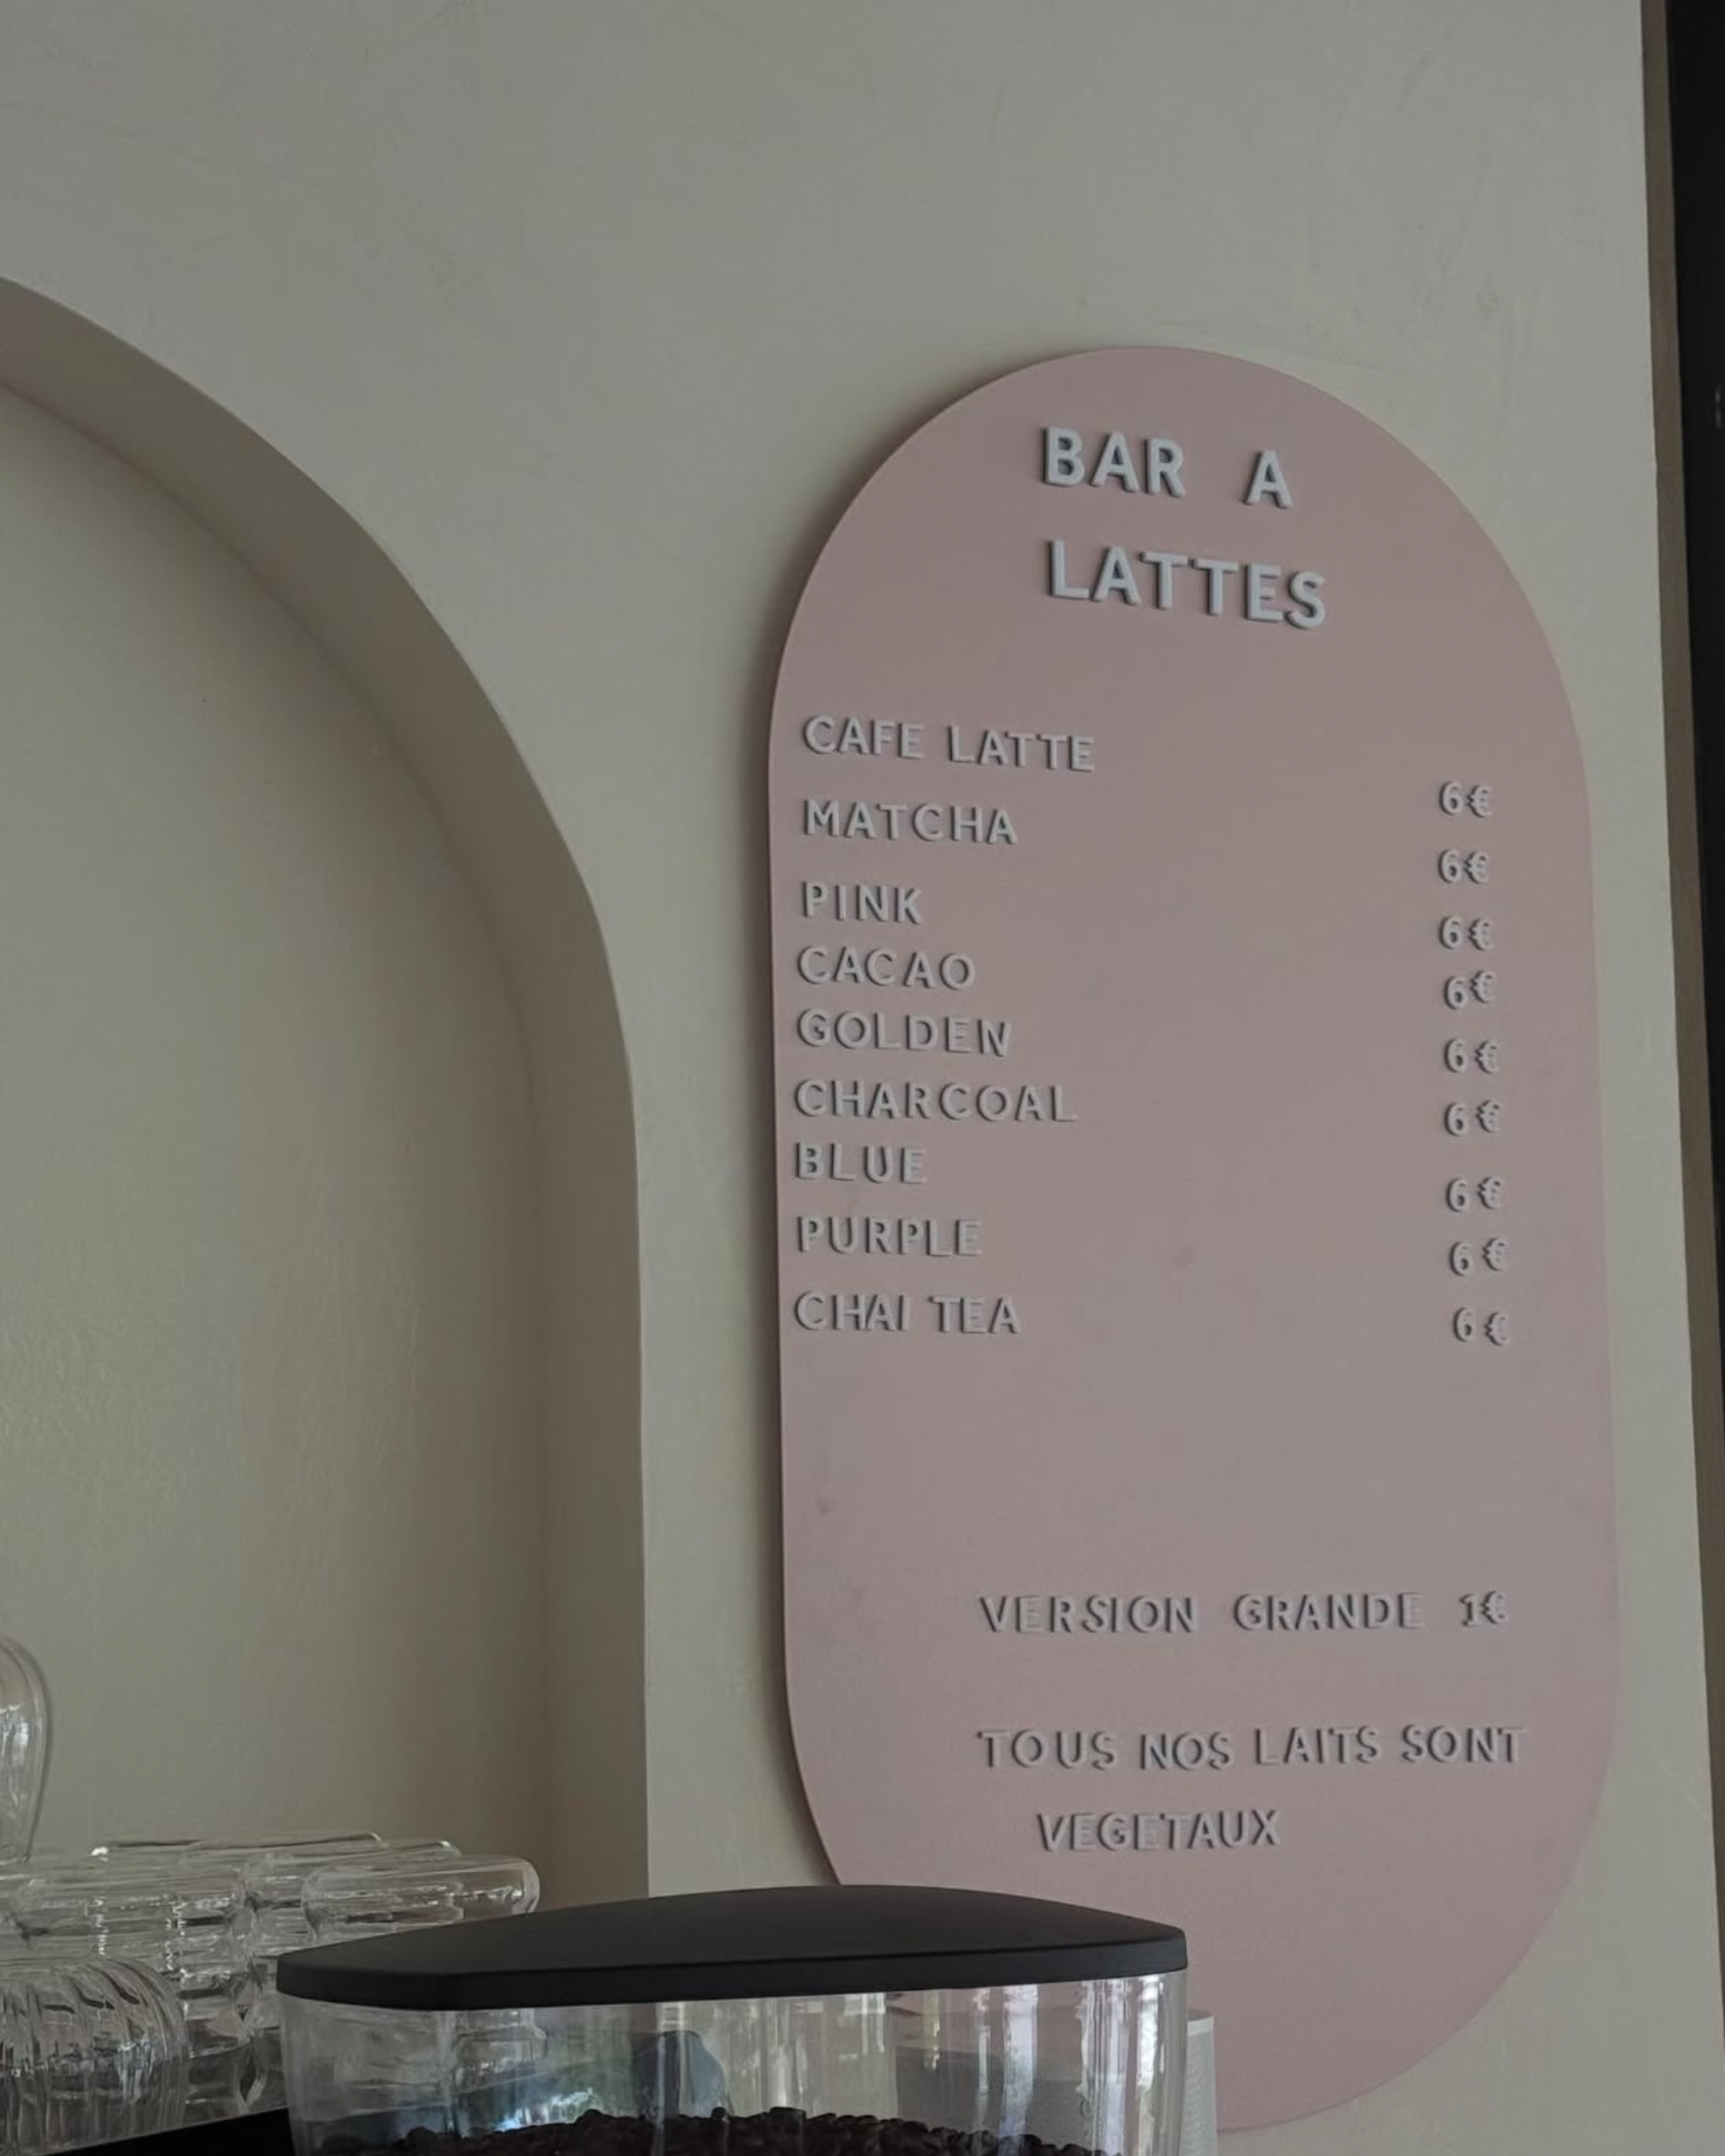 BAR A
LATTES
CAFE LATTE 6€
MATCHA 6€
PINK 6€
CACAO 6€
GOLDEN 6€
CHARCOAL 6€
BLUE 6€
PURPLE 6€
CHAI TEA 6€
VERSION GRANDE 1€
TOUS NOS LAITS SONT
VEGETAUX